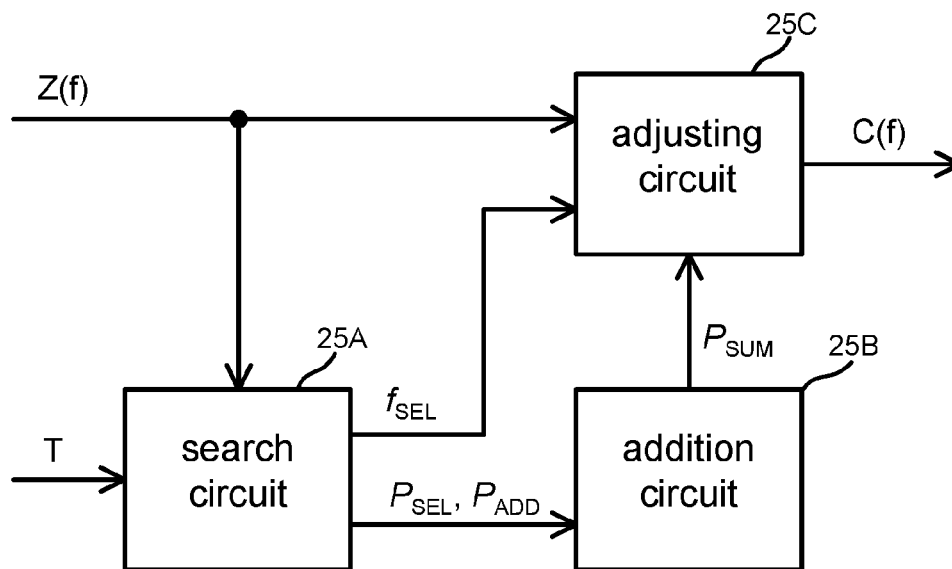 25C
Z(f)
adjusting
circuit
C(f)
25A
P_SUM
25B
f_SEL
T
search
circuit
addition
circuit
P_SEL, P_ADD